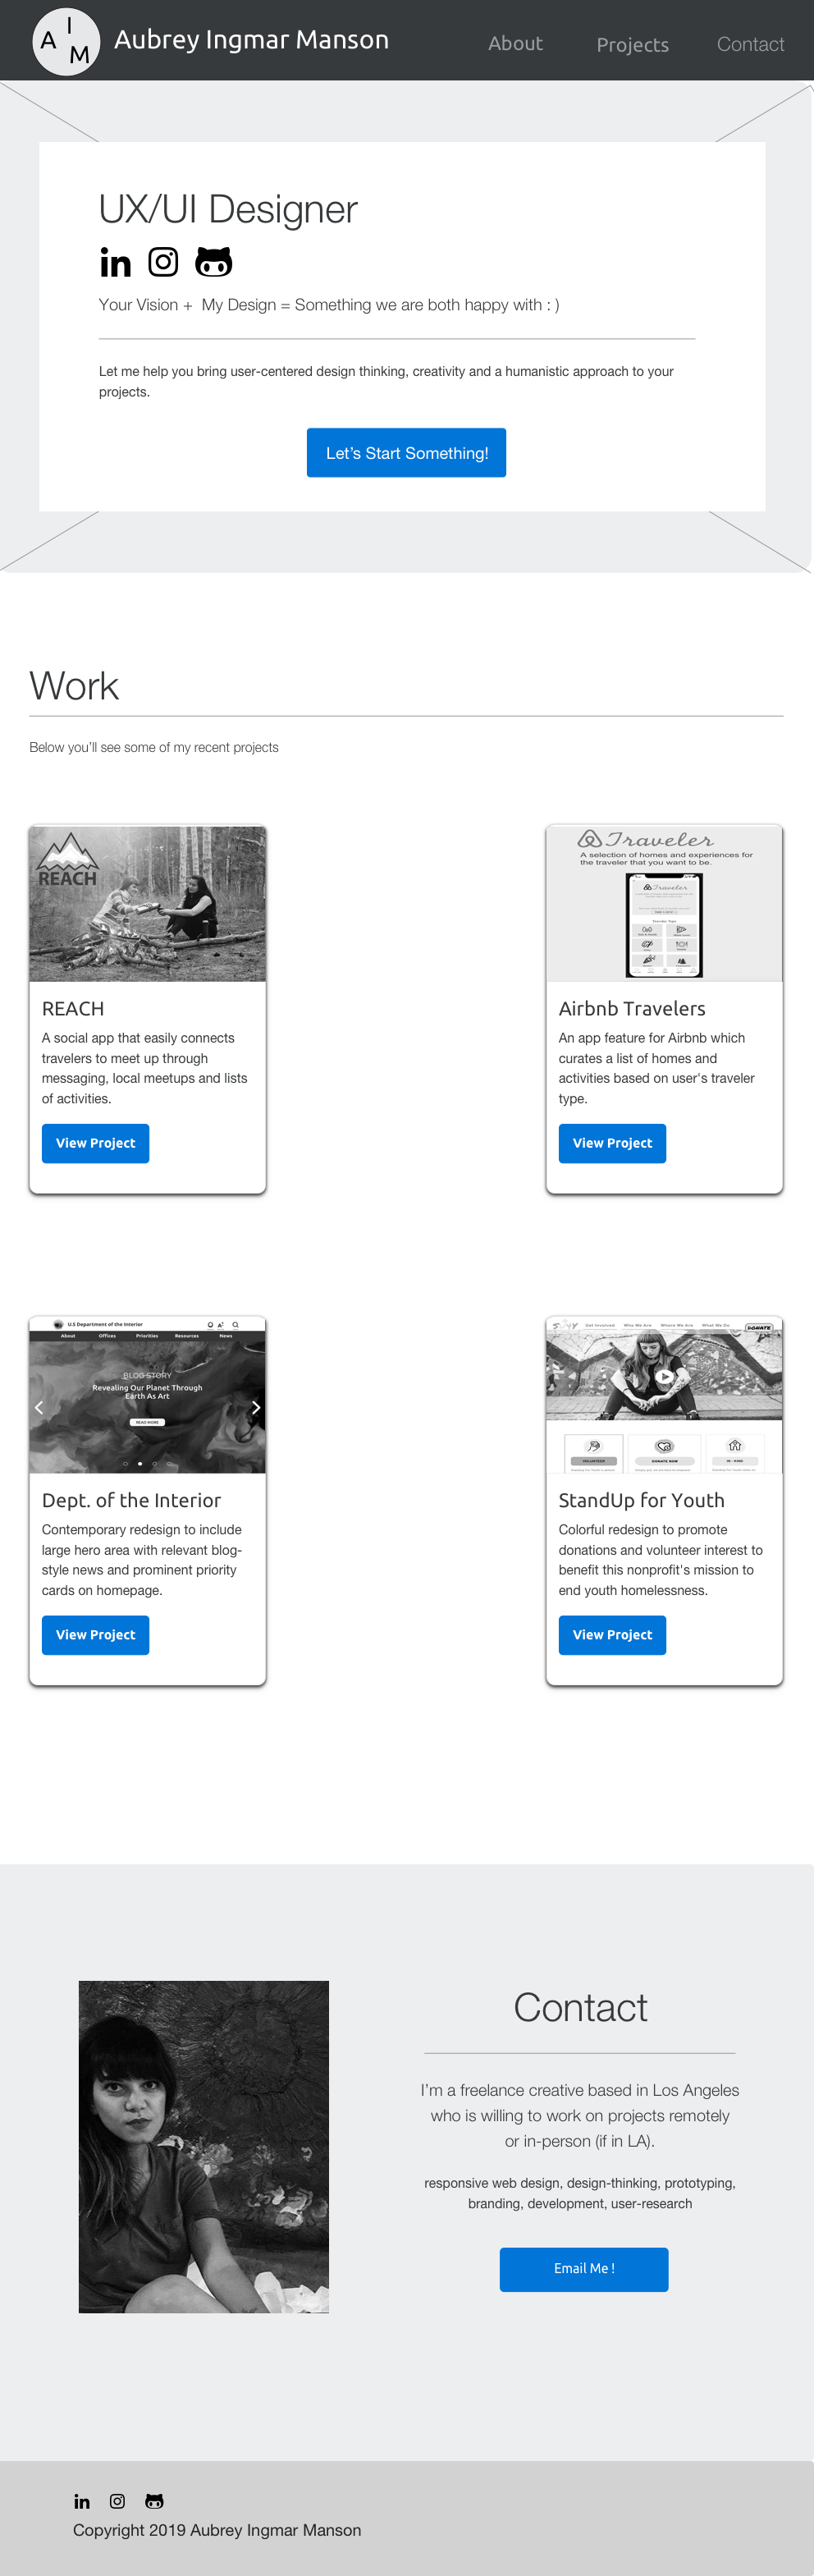 A I M
Aubrey Ingmar Manson
About
Projects
Contact
UX/UI Designer
in
Your Vision + My Design = Something we are both happy with : )
Let me help you bring user-centered design thinking, creativity and a humanistic approach to your
projects.
Let's Start Something!
Work
Below you'll see some of my recent projects
REACH
REACH
A social app that easily connects
travelers to meet up through
messaging, local meetups and lists
of activities.
View Project
Traveler
A selection of homes and experiences for
the traveler that you want to be.
Traveler
Airbnb Travelers
An app feature for Airbnb which
curates a list of homes and
activities based on user's traveler
type.
View Project
U.S Department of the Interior
About Offices Priorities Resources News
BLOG STORY
Revealing Our Planet Through
Earth As Art
READ MORE
Dept. of the Interior
Contemporary redesign to include
large hero area with relevant blog-
style news and prominent priority
cards on homepage.
View Project
Get Involved Who We Are Where We Are What We Do DONATE
VOLUNTEER DONATE NOW IN - KIND
StandUp for Youth
Colorful redesign to promote
donations and volunteer interest to
benefit this nonprofit's mission to
end youth homelessness.
View Project
Contact
I'm a freelance creative based in Los Angeles
who is willing to work on projects remotely
or in-person (if in LA).
responsive web design, design-thinking, prototyping,
branding, development, user-research
Email Me !
in
Copyright 2019 Aubrey Ingmar Manson